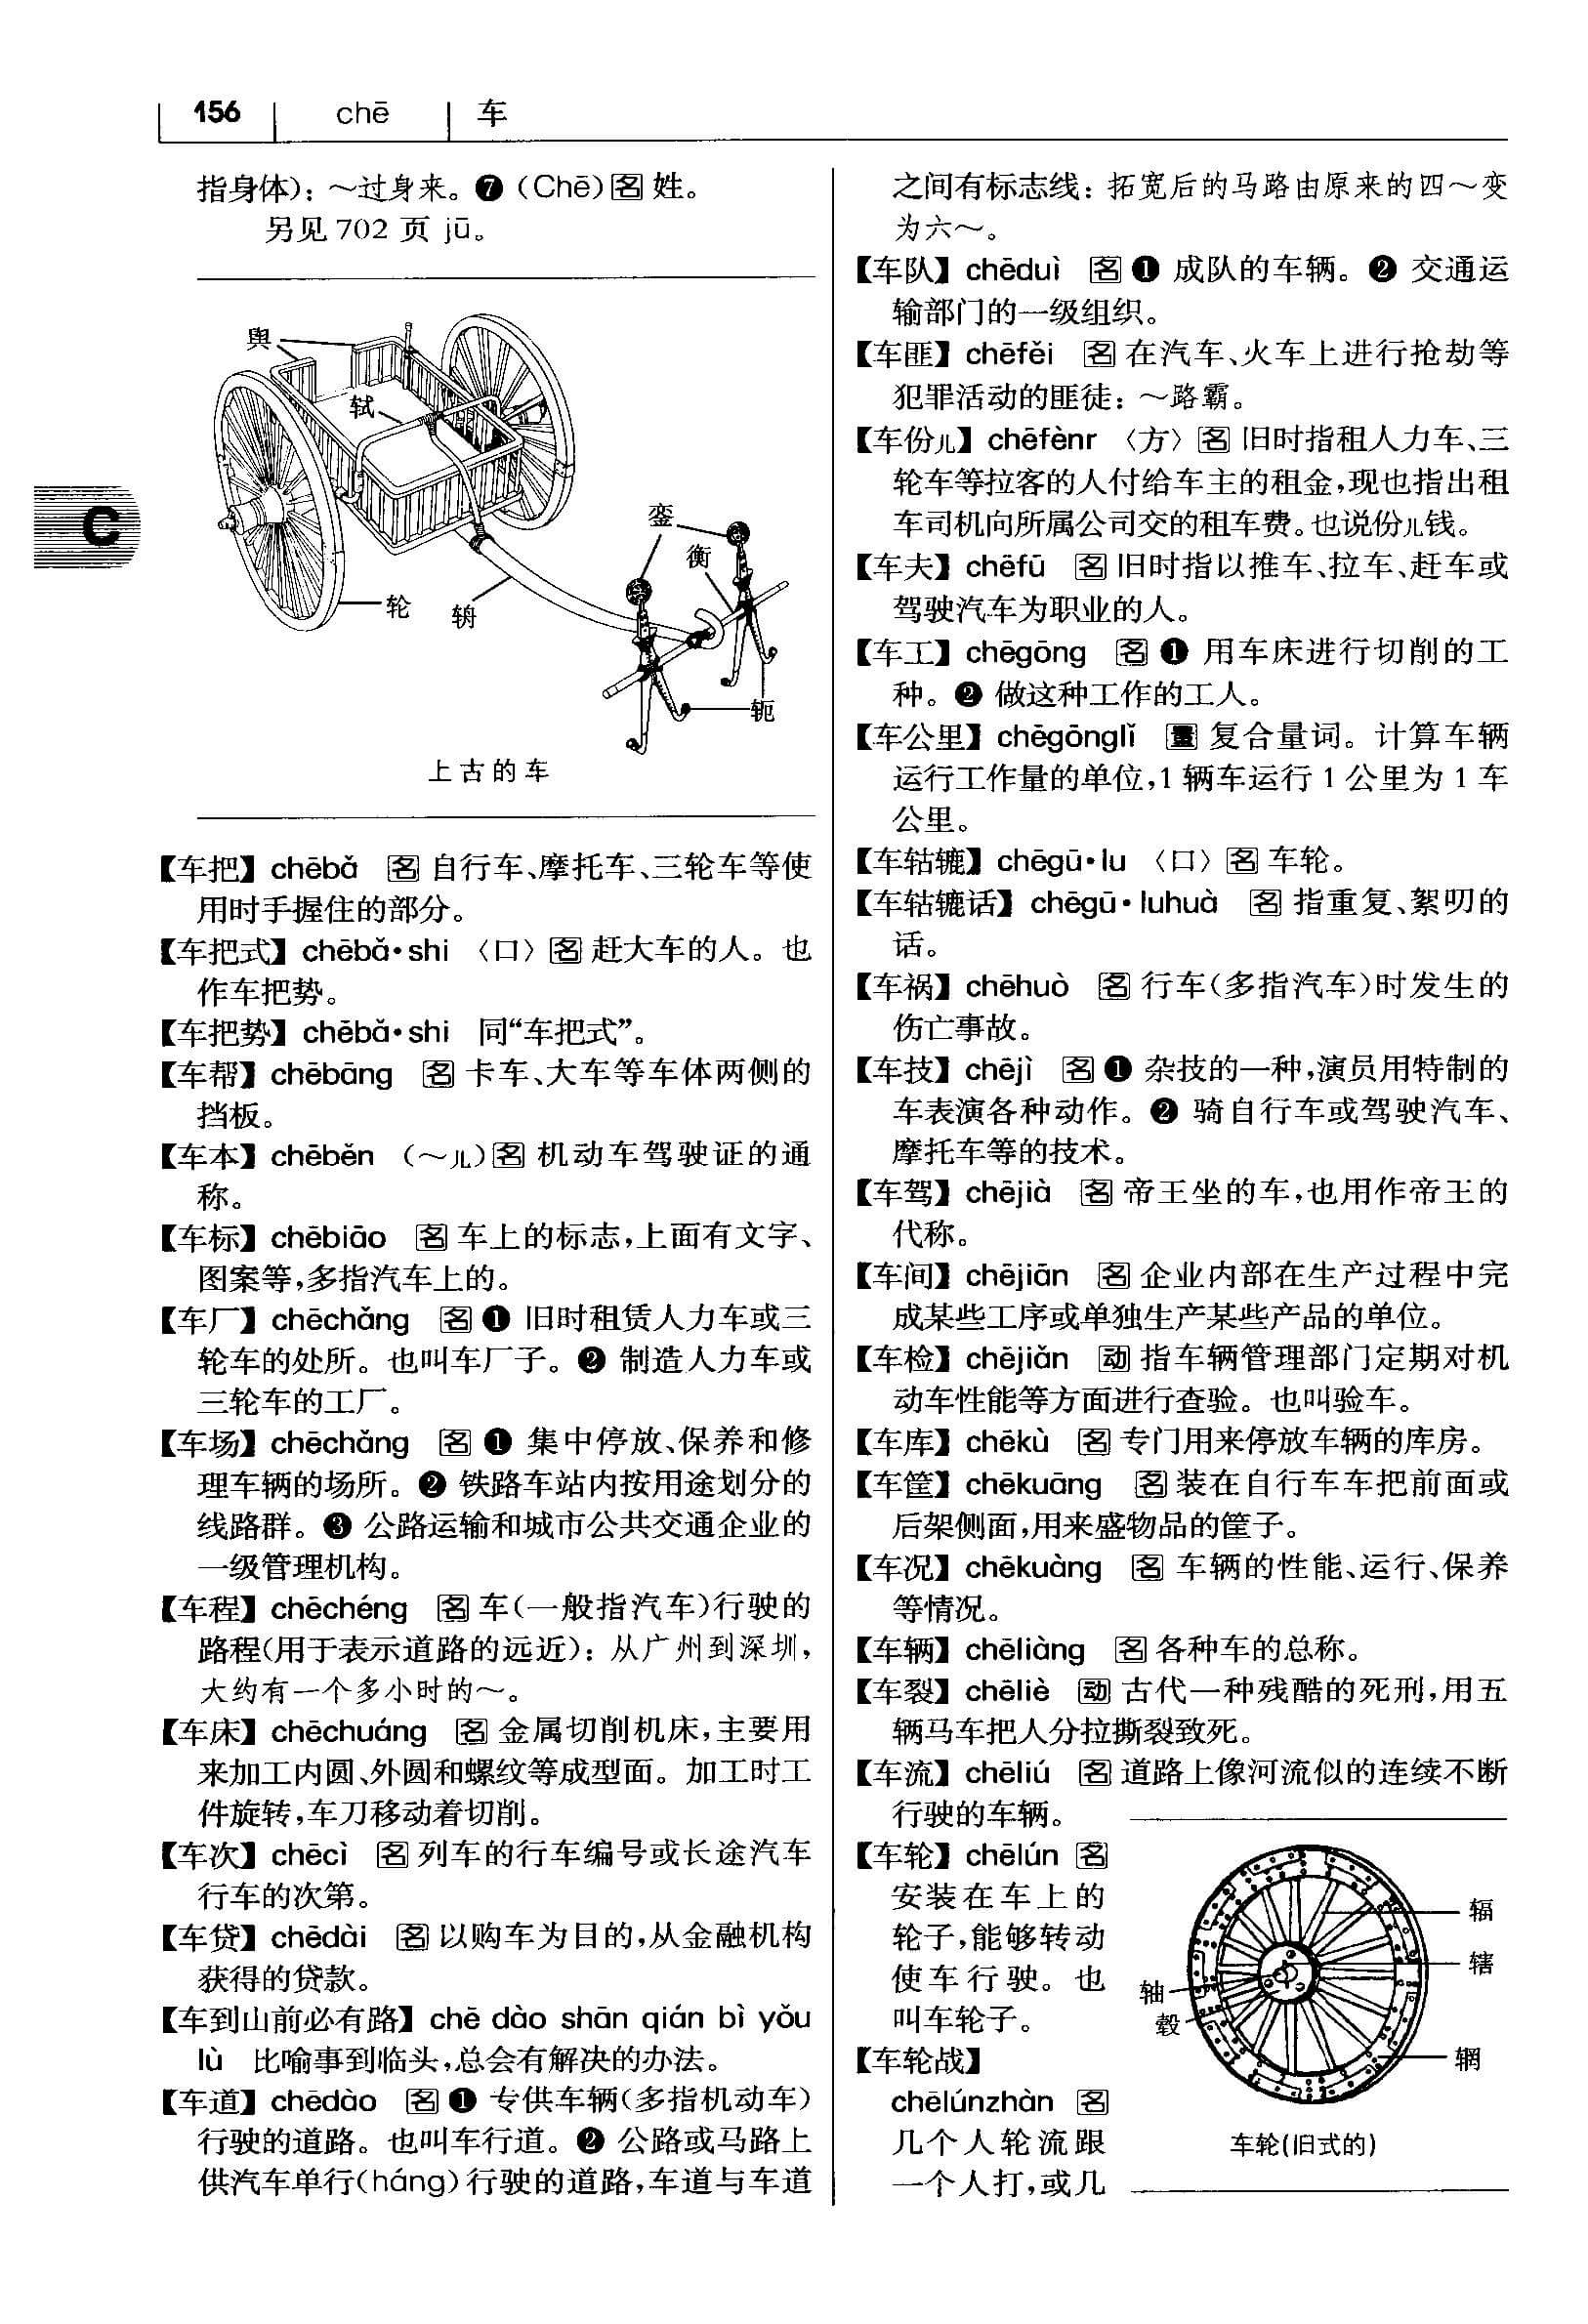 156 chē 车
指身体）：～过身来。❼（Chē）名 姓。
另见 702 页 jū。
舆
轼
銮
衡
轮
辀
轭
上古的车
【车把】 chēbǎ 名 自行车、摩托车、三轮车等使
用时手握住的部分。
【车把式】 chēbǎ·shi 〈口〉名 赶大车的人。也
作车把势。
【车把势】 chēbǎ·shi 同“车把式”。
【车帮】 chēbāng 名 卡车、大车等车体两侧的
挡板。
【车本】 chēběn （～儿）名 机动车驾驶证的通
称。
【车标】 chēbiāo 名 车上的标志，上面有文字、
图案等，多指汽车上的。
【车厂】 chēchǎng 名 ❶ 旧时租赁人力车或三
轮车的处所。也叫车厂子。❷ 制造人力车或
三轮车的工厂。
【车场】 chēchǎng 名 ❶ 集中停放、保养和修
理车辆的场所。❷ 铁路车站内按用途划分的
线路群。❸ 公路运输和城市公共交通企业的
一级管理机构。
【车程】 chēchéng 名 车（一般指汽车）行驶的
路程（用于表示道路的远近）：从广州到深圳，
大约有一个多小时的～。
【车床】 chēchuáng 名 金属切削机床，主要用
来加工内圆、外圆和螺纹等成型面。加工时工
件旋转，车刀移动着切削。
【车次】 chēcì 名 列车的行车编号或长途汽车
行车的次第。
【车贷】 chēdài 名 以购车为目的，从金融机构
获得的贷款。
【车到山前必有路】 chē dào shān qián bì yǒu
lù 比喻事到临头，总会有解决的办法。
【车道】 chēdào 名 ❶ 专供车辆（多指机动车）
行驶的道路。也叫车行道。❷ 公路或马路上
供汽车单行（háng）行驶的道路，车道与车道
之间有标志线：拓宽后的马路由原来的四～变
为六～。
【车队】 chēduì 名 ❶ 成队的车辆。❷ 交通运
输部门的一级组织。
【车匪】 chēfěi 名 在汽车、火车上进行抢劫等
犯罪活动的匪徒：～路霸。
【车份儿】 chēfènr 〈方〉名 旧时指租人力车、三
轮车等拉客的人付给车主的租金，现也指出租
车司机向所属公司交的租车费。也说份儿钱。
【车夫】 chēfū 名 旧时指以推车、拉车、赶车或
驾驶汽车为职业的人。
【车工】 chēgōng 名 ❶ 用车床进行切削的工
种。❷ 做这种工作的工人。
【车公里】 chēgōnglǐ 量 复合量词。计算车辆
运行工作量的单位，1 辆车运行 1 公里为 1 车
公里。
【车轱辘】 chēgū·lu 〈口〉名 车轮。
【车轱辘话】 chēgū·luhuà 名 指重复、絮叨的
话。
【车祸】 chēhuò 名 行车（多指汽车）时发生的
伤亡事故。
【车技】 chējì 名 ❶ 杂技的一种，演员用特制的
车表演各种动作。❷ 骑自行车或驾驶汽车、
摩托车等的技术。
【车驾】 chējià 名 帝王坐的车，也用作帝王的
代称。
【车间】 chējiān 名 企业内部在生产过程中完
成某些工序或单独生产某些产品的单位。
【车检】 chējiǎn 动 指车辆管理部门定期对机
动车性能等方面进行查验。也叫验车。
【车库】 chēkù 名 专门用来停放车辆的库房。
【车筐】 chēkuāng 名 装在自行车车把前面或
后架侧面，用来盛物品的筐子。
【车况】 chēkuàng 名 车辆的性能、运行、保养
等情况。
【车辆】 chēliàng 名 各种车的总称。
【车裂】 chēliè 动 古代一种残酷的死刑，用五
辆马车把人分拉撕裂致死。
【车流】 chēliú 名 道路上像河流似的连续不断
行驶的车辆。
【车轮】 chēlún 名
安装在车上的
轮子，能够转动
使车行驶。也
叫车轮子。
【车轮战】
chēlúnzhàn 名
几个人轮流跟
一个人打，或几
辐
辖
轴
毂
辋
车轮（旧式的）
C